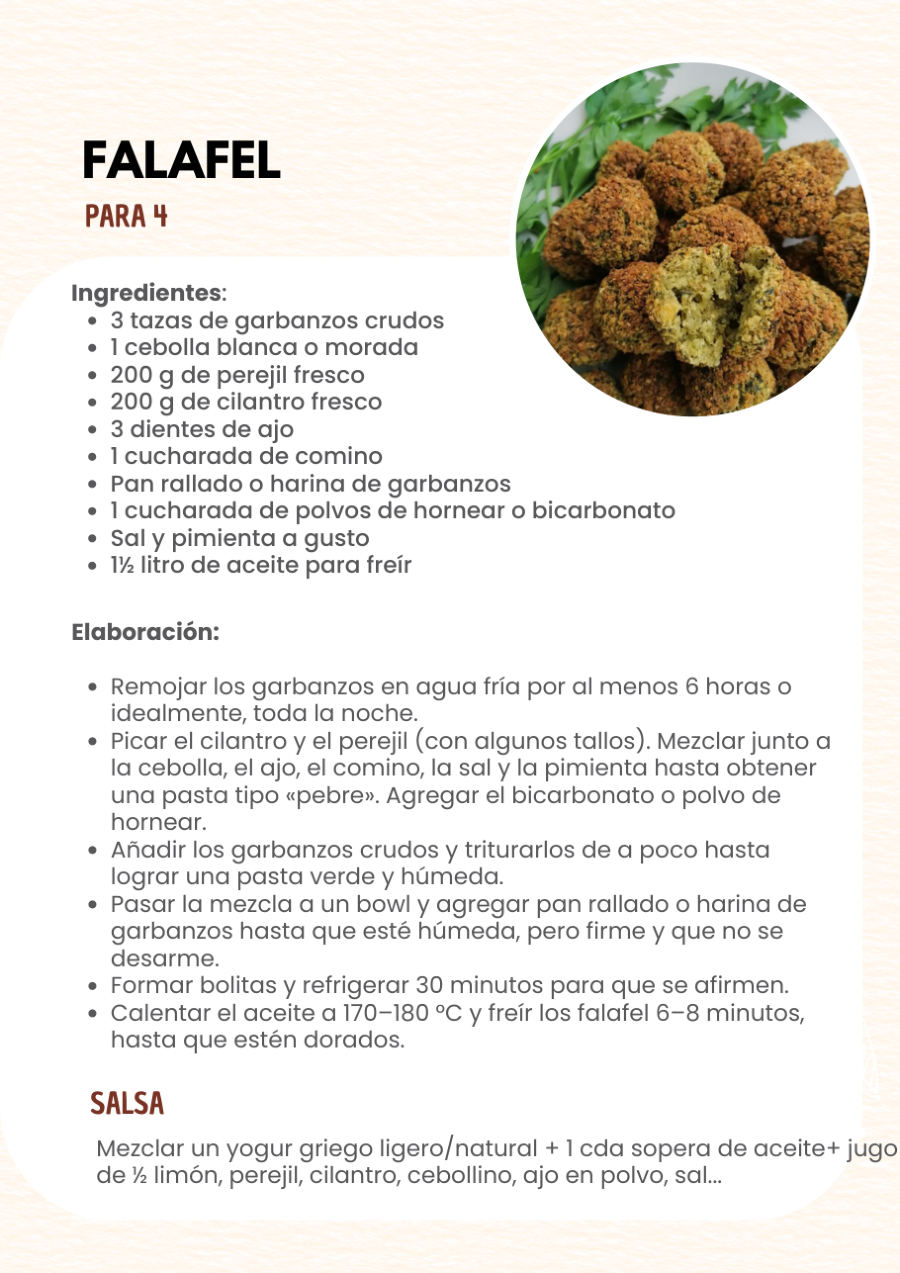 FALAFEL
PARA 4
Ingredientes:
• 3 tazas de garbanzos crudos
• 1 cebolla blanca o morada
• 200 g de perejil fresco
• 200 g de cilantro fresco
• 3 dientes de ajo
• 1 cucharada de comino
• Pan rallado o harina de garbanzos
• 1 cucharada de polvos de hornear o bicarbonato
• Sal y pimienta a gusto
• 1½ litro de aceite para freír
Elaboración:
• Remojar los garbanzos en agua fría por al menos 6 horas o
idealmente, toda la noche.
• Picar el cilantro y el perejil (con algunos tallos). Mezclar junto a
la cebolla, el ajo, el comino, la sal y la pimienta hasta obtener
una pasta tipo «pebre». Agregar el bicarbonato o polvo de
hornear.
• Añadir los garbanzos crudos y triturarlos de a poco hasta
lograr una pasta verde y húmeda.
• Pasar la mezcla a un bowl y agregar pan rallado o harina de
garbanzos hasta que esté húmeda, pero firme y que no se
desarme.
• Formar bolitas y refrigerar 30 minutos para que se afirmen.
• Calentar el aceite a 170–180 °C y freír los falafel 6–8 minutos,
hasta que estén dorados.
SALSA
Mezclar un yogur griego ligero/natural + 1 cda sopera de aceite+ jugo
de ½ limón, perejil, cilantro, cebollino, ajo en polvo, sal...